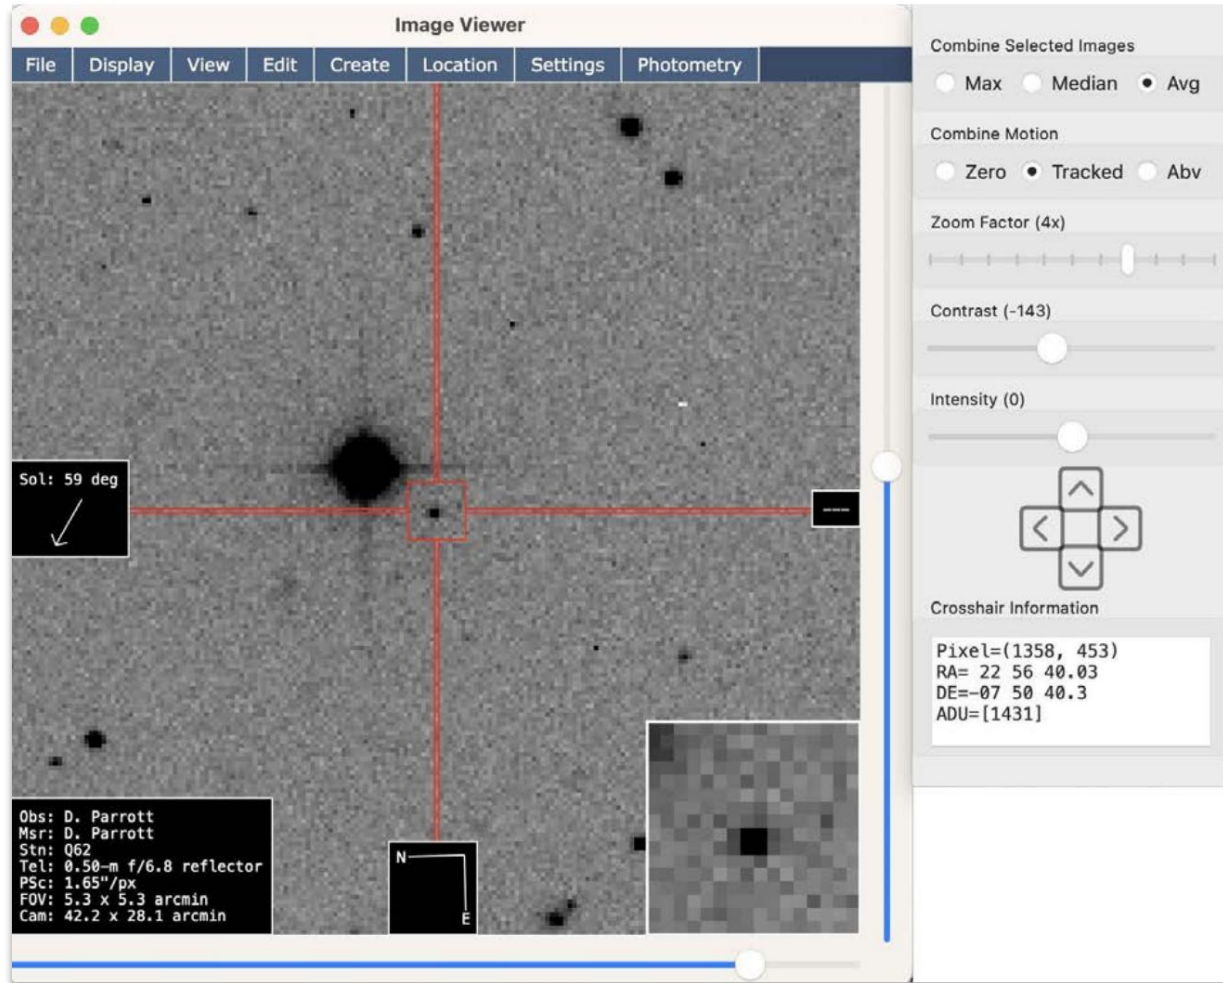 Image Viewer
File Display View Edit Create Location Settings Photometry
Sol: 59 deg
---
Obs: D. Parrott
Msr: D. Parrott
Stn: Q62
Tel: 0.50-m f/6.8 reflector
PSc: 1.65"/px
FOV: 5.3 x 5.3 arcmin
Cam: 42.2 x 28.1 arcmin
N
E
Combine Selected Images
Max Median Avg
Combine Motion
Zero Tracked Abv
Zoom Factor (4x)
Contrast (-143)
Intensity (0)
Crosshair Information
Pixel=(1358, 453)
RA= 22 56 40.03
DE=-07 50 40.3
ADU=[1431]